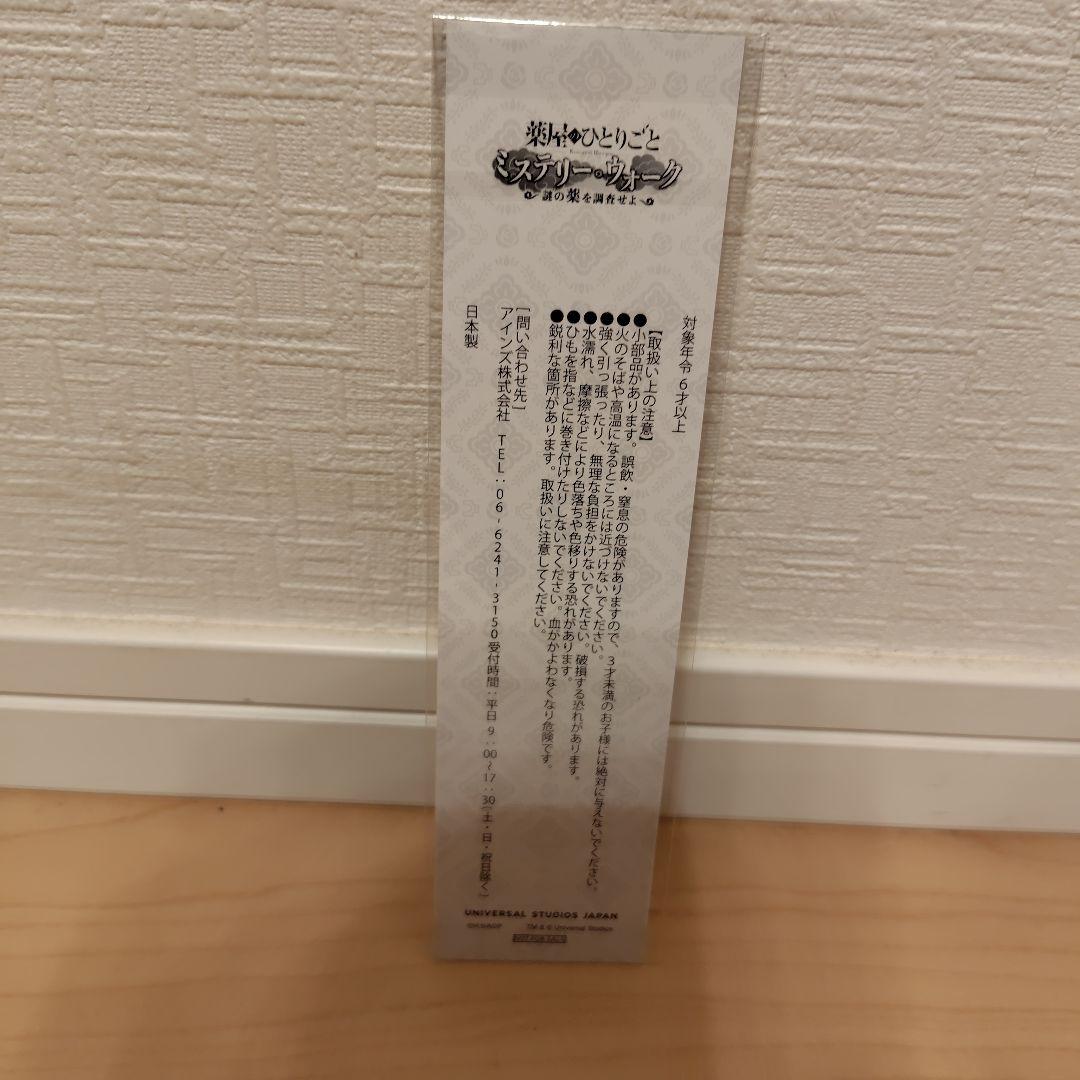 薬屋のひとりごと
ミステリー・ウォーク
謎の薬を調査せよ
対象年令6才以上
【取扱い上の注意】
●小部品があります。誤飲・窒息の危険がありますので、3才未満のお子様には絶対に与えないでください。
●火のそばや高温になるところには近づけないでください。
●強く引っ張ったり、無理な負担をかけないでください。破損する恐れがあります。
●水濡れ、摩擦などにより色落ちや色移りする恐れがあります。
●ひもを指などに巻き付けたりしないでください。血がかよわなくなり危険です。
●鋭利な箇所があります。取扱いに注意してください。
[問い合わせ先]
アインズ株式会社 TEL:06-6241-3150 受付時間:平日9:00~17:30(土・日・祝日除く)
日本製
UNIVERSAL STUDIOS JAPAN
TM & © Universal Studios
NOT FOR SALE